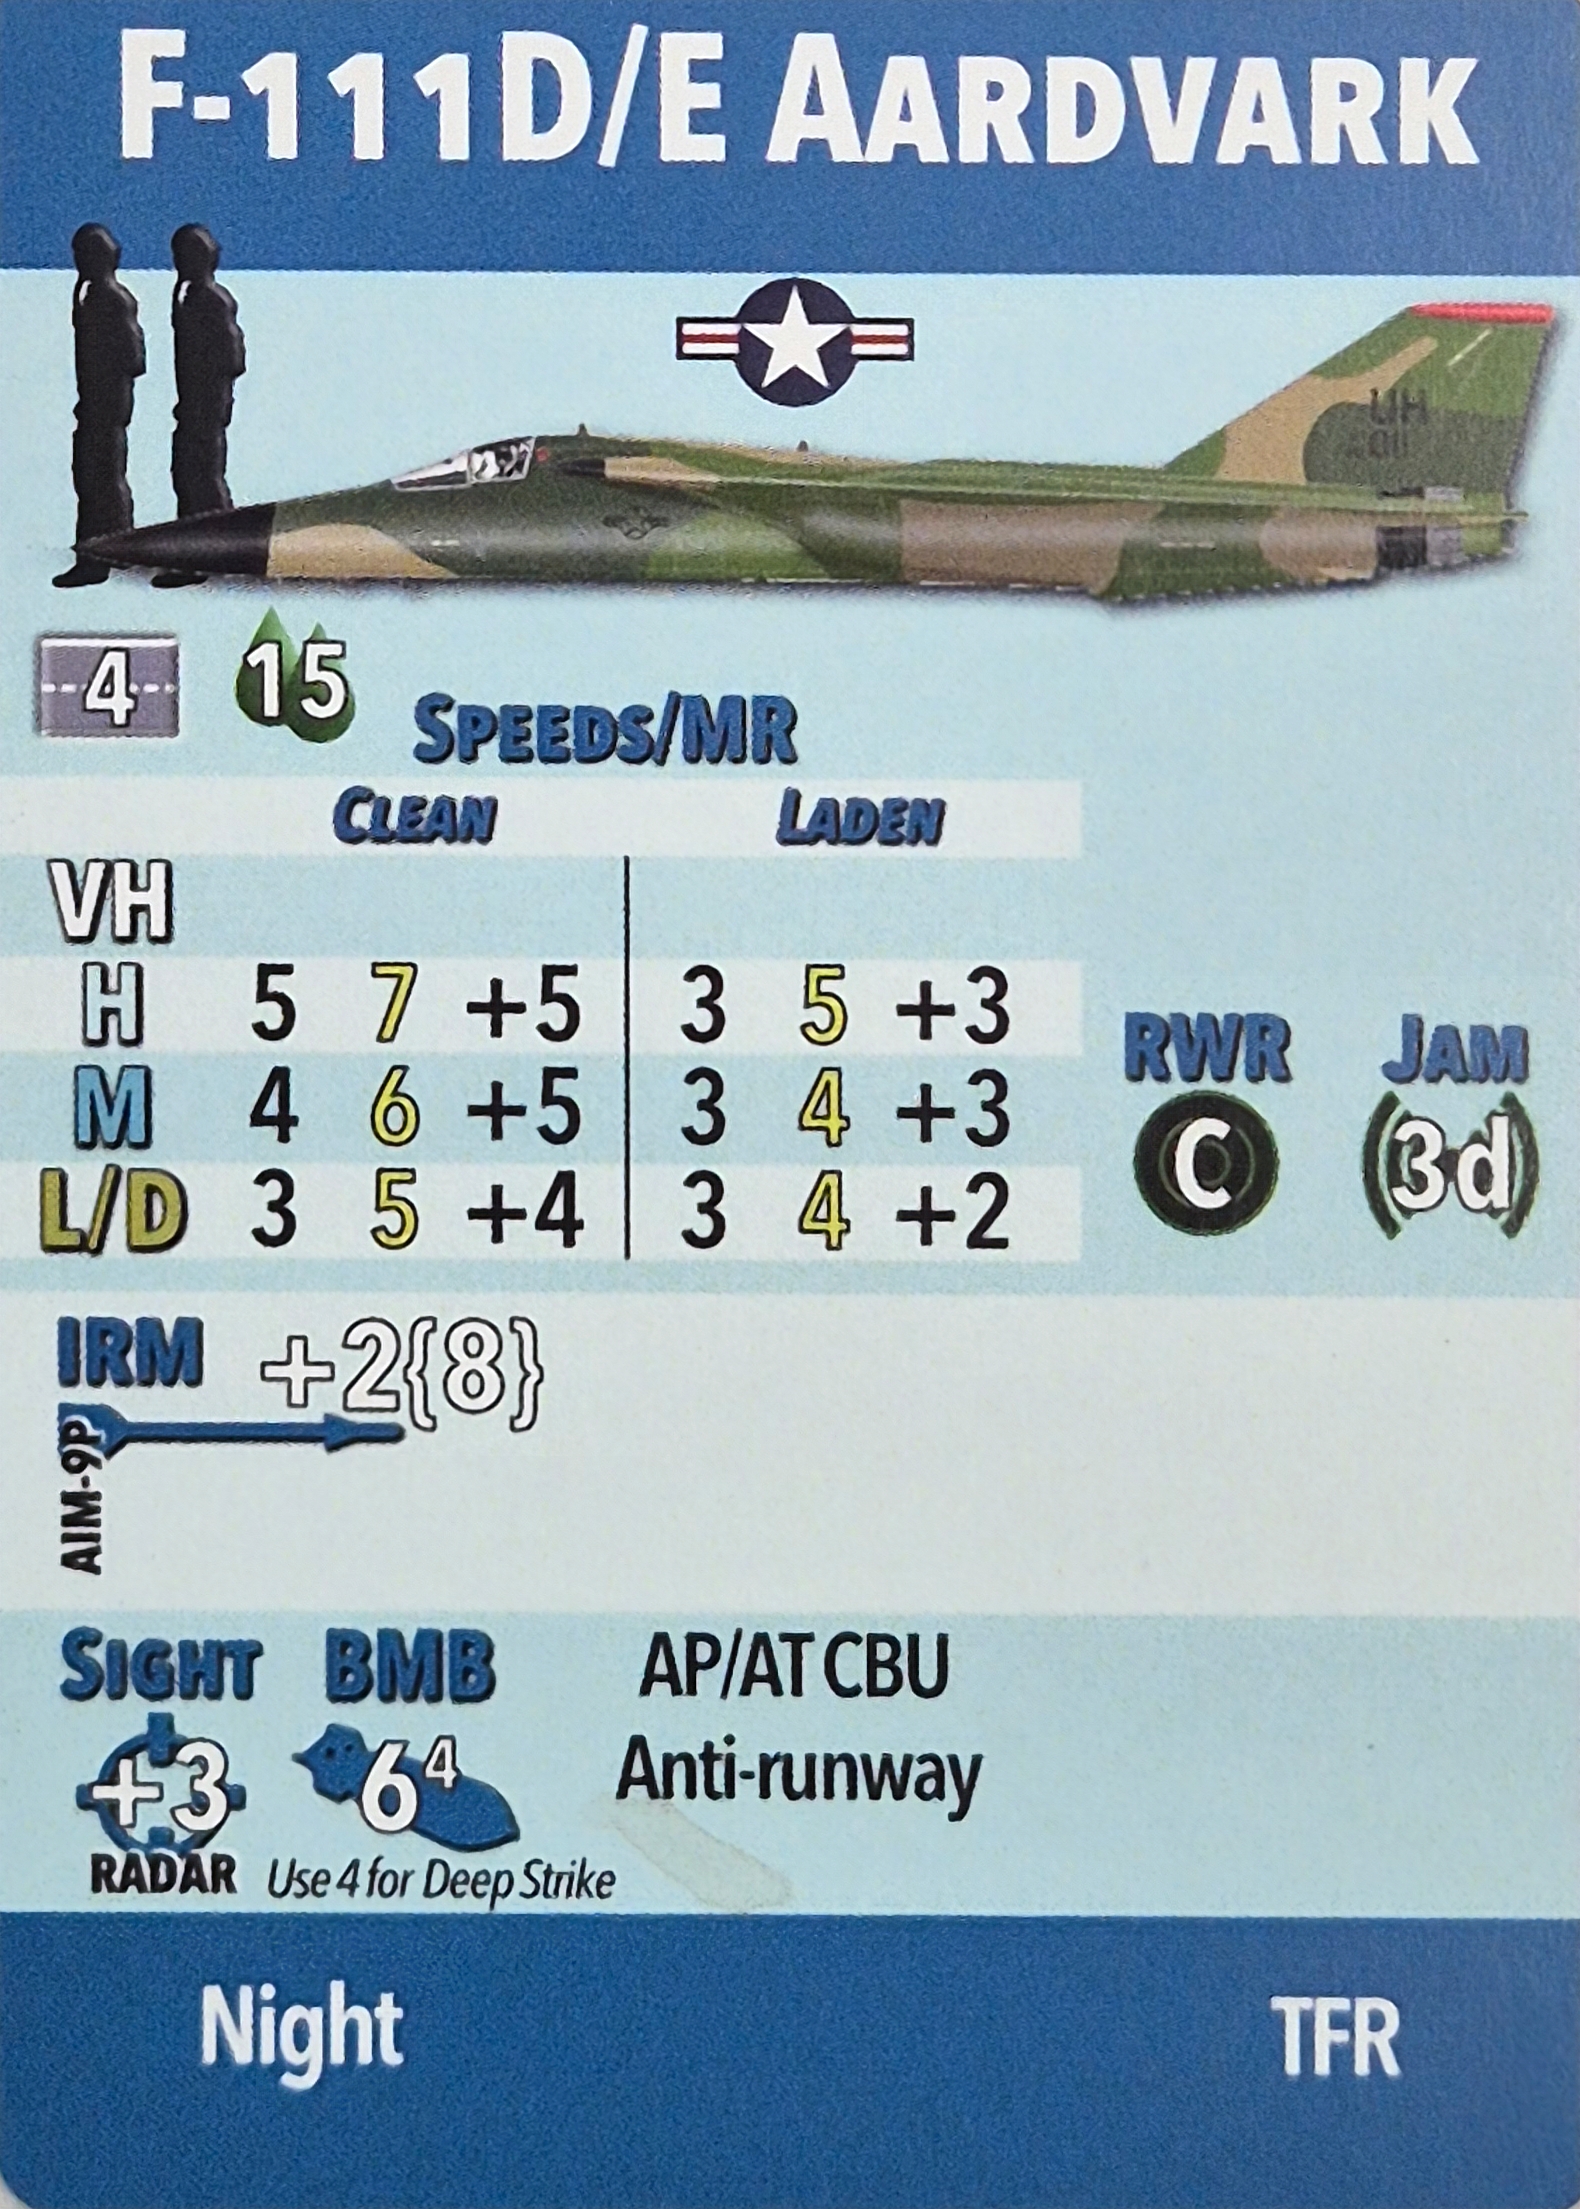 F-111D/E AARDVARK
UH
4 15
SPEEDS/MR
CLEAN LADEN
VH
H 5 7 +5 3 5 +3
M 4 6 +5 3 4 +3
L/D 3 5 +4 3 4 +2
RWR JAM
C 3d
IRM +2{8}
AIM-9P
SIGHT BMB AP/AT CBU
+3 6⁴ Anti-runway
RADAR Use 4 for Deep Strike
Night TFR